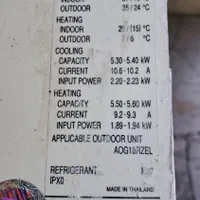 OUTDOOR 35 / 24 °C
HEATING
INDOOR 20 / (15) °C
OUTDOOR 7 / 6 °C
COOLING
CAPACITY 5.30 - 5.40 kW
CURRENT 10.6 - 10.2 A
INPUT POWER 2.20 - 2.23 kW
HEATING
CAPACITY 5.50 - 5.60 kW
CURRENT 9.2 - 9.3 A
INPUT POWER 1.89 - 1.94 kW
APPLICABLE OUTDOOR UNIT
REFRIGERANT
IPX0
MADE IN THAILAND